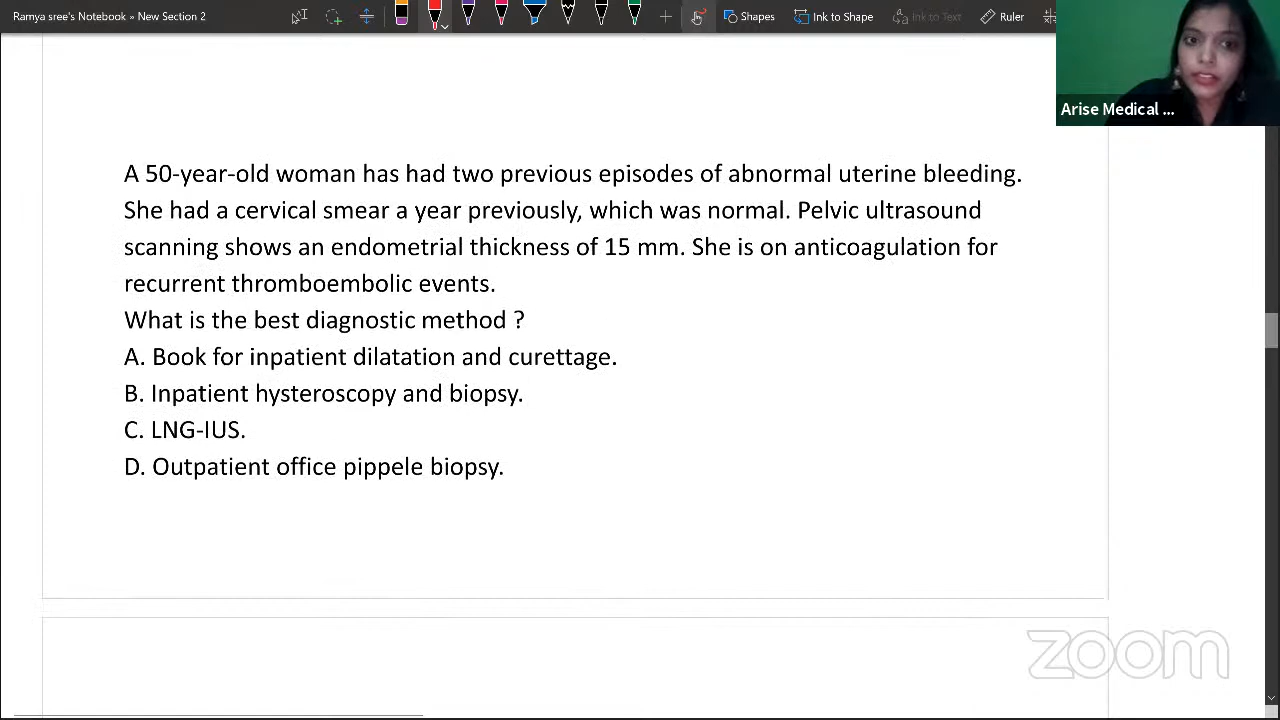 Ramya sree's Notebook » New Section 2
Shapes
Ink to Shape
Ink to Text
Ruler
Arise Medical ...
A 50-year-old woman has had two previous episodes of abnormal uterine bleeding.
She had a cervical smear a year previously, which was normal. Pelvic ultrasound
scanning shows an endometrial thickness of 15 mm. She is on anticoagulation for
recurrent thromboembolic events.
What is the best diagnostic method ?
A. Book for inpatient dilatation and curettage.
B. Inpatient hysteroscopy and biopsy.
C. LNG-IUS.
D. Outpatient office pippele biopsy.
zoom